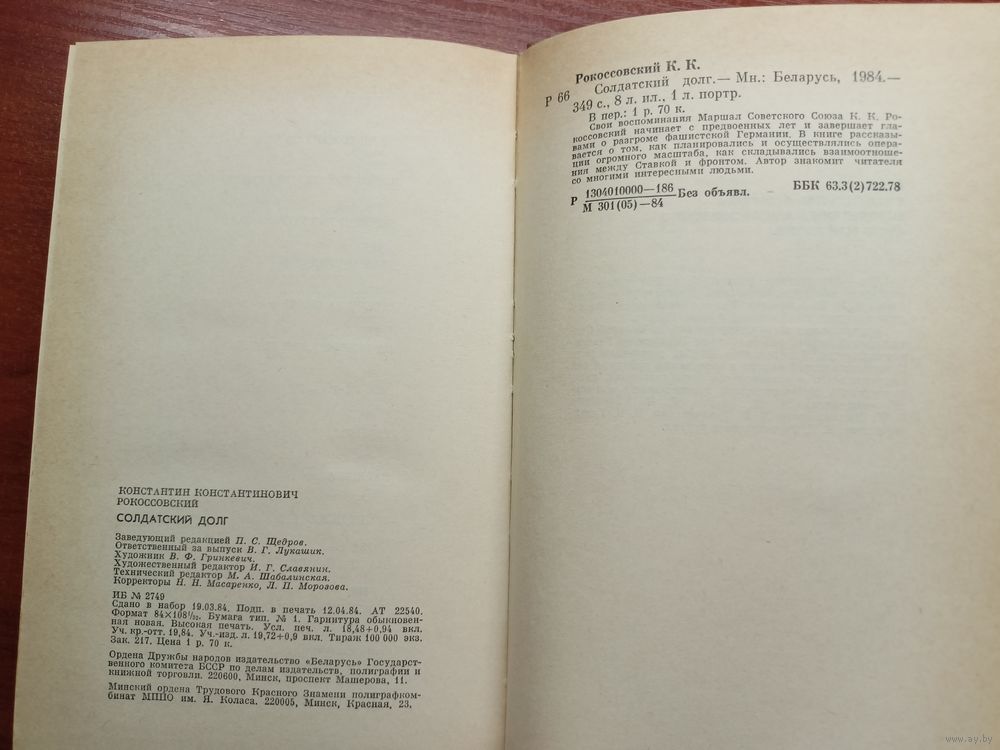 КОНСТАНТИН КОНСТАНТИНОВИЧ
РОКОССОВСКИЙ
СОЛДАТСКИЙ ДОЛГ
Заведующий редакцией П. С. Щедров.
Ответственный за выпуск В. Г. Лукашик.
Художник В. Ф. Гринкевич.
Художественный редактор И. Г. Славянин.
Технический редактор М. А. Шабалинская.
Корректоры Н. Н. Масаренко, Л. П. Морозова.
ИБ № 2749
Сдано в набор 19.03.84. Подп. в печать 12.04.84. АТ 22540.
Формат 84×108¹/₃₂. Бумага тип. № 1. Гарнитура обыкновен-
ная новая. Высокая печать. Усл. печ. л. 18,48+0,94 вкл.
Уч. кр.-отт. 19,84. Уч.-изд. л. 19,72+0,9 вкл. Тираж 100 000 экз.
Зак. 217. Цена 1 р. 70 к.
Ордена Дружбы народов издательство «Беларусь» Государст-
венного комитета БССР по делам издательств, полиграфии и
книжной торговли. 220600, Минск, проспект Машерова, 11.
Минский ордена Трудового Красного Знамени полиграфком-
бинат МППО им. Я. Коласа. 220005, Минск, Красная, 23.
Рокоссовский К. К.
Р 66 Солдатский долг.— Мн.: Беларусь, 1984.—
349 с., 8 л. ил., 1 л. портр.
В пер.: 1 р. 70 к.
Свои воспоминания Маршал Советского Союза К. К. Ро-
коссовский начинает с предвоенных лет и завершает гла-
вами о разгроме фашистской Германии. В книге рассказы-
вается о том, как планировались и осуществлялись опера-
ции огромного масштаба, как складывались взаимоотноше-
ния между Ставкой и фронтом. Автор знакомит читателя
со многими интересными людьми.
Р 1304010000—186 Без объявл. ББК 63.3(2)722.78
М 301(05)—84
www.ay.by